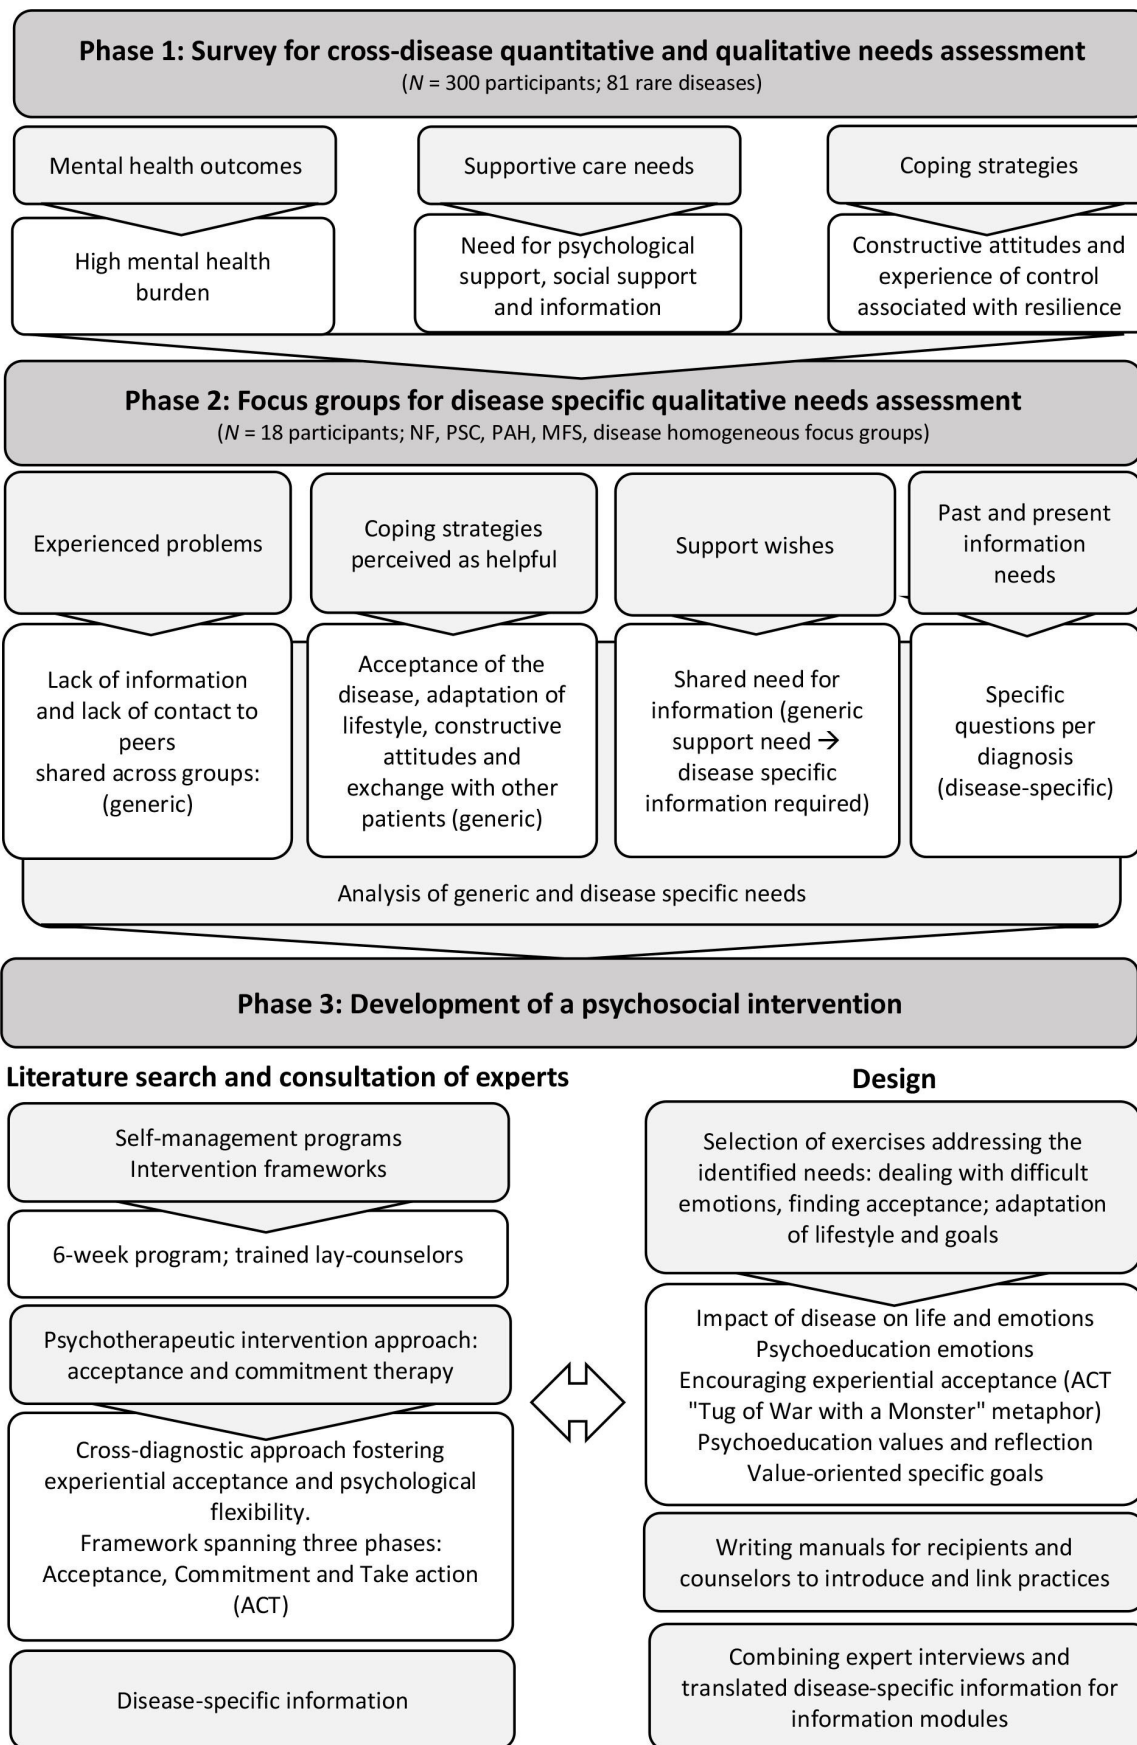 Phase 1: Survey for cross-disease quantitative and qualitative needs assessment
(N = 300 participants; 81 rare diseases)
Mental health outcomes
High mental health
burden
Supportive care needs
Need for psychological
support, social support
and information
Coping strategies
Constructive attitudes and
experience of control
associated with resilience
Phase 2: Focus groups for disease specific qualitative needs assessment
(N = 18 participants; NF, PSC, PAH, MFS, disease homogeneous focus groups)
Experienced problems
Lack of information
and lack of contact to
peers
shared across groups:
(generic)
Coping strategies
perceived as helpful
Acceptance of the
disease, adaptation of
lifestyle, constructive
attitudes and
exchange with other
patients (generic)
Support wishes
Shared need for
information (generic
support need →
disease specific
information required)
Past and present
information
needs
Specific
questions per
diagnosis
(disease-specific)
Analysis of generic and disease specific needs
Phase 3: Development of a psychosocial intervention
Literature search and consultation of experts
Self-management programs
Intervention frameworks
6-week program; trained lay-counselors
Psychotherapeutic intervention approach:
acceptance and commitment therapy
Cross-diagnostic approach fostering
experiential acceptance and psychological
flexibility.
Framework spanning three phases:
Acceptance, Commitment and Take action
(ACT)
Disease-specific information
Design
Selection of exercises addressing the
identified needs: dealing with difficult
emotions, finding acceptance; adaptation
of lifestyle and goals
Impact of disease on life and emotions
Psychoeducation emotions
Encouraging experiential acceptance (ACT
"Tug of War with a Monster" metaphor)
Psychoeducation values and reflection
Value-oriented specific goals
Writing manuals for recipients and
counselors to introduce and link practices
Combining expert interviews and
translated disease-specific information for
information modules